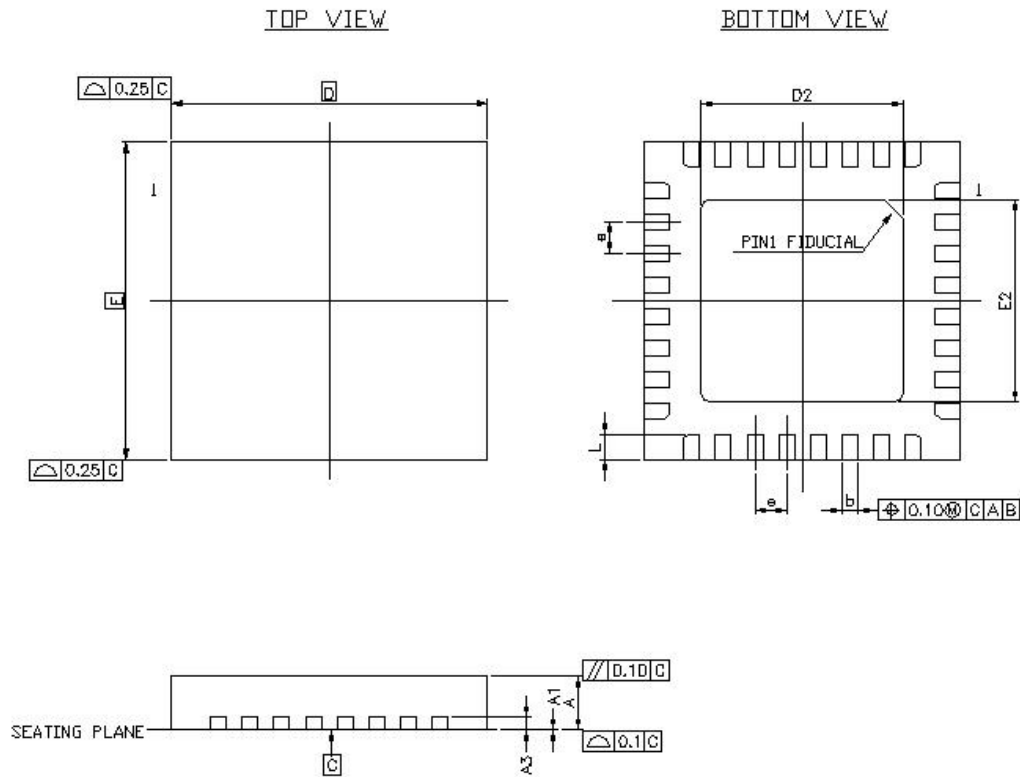 TOP VIEW
BOTTOM VIEW
⌓ 0.25 C
D
D2
1
1
PIN1 FIDUCIAL
e
E
E2
L
⌓ 0.25 C
e
b
⌖ 0.10Ⓜ C A B
// 0.10 C
A1
A
SEATING PLANE
⌓ 0.1 C
C
A3